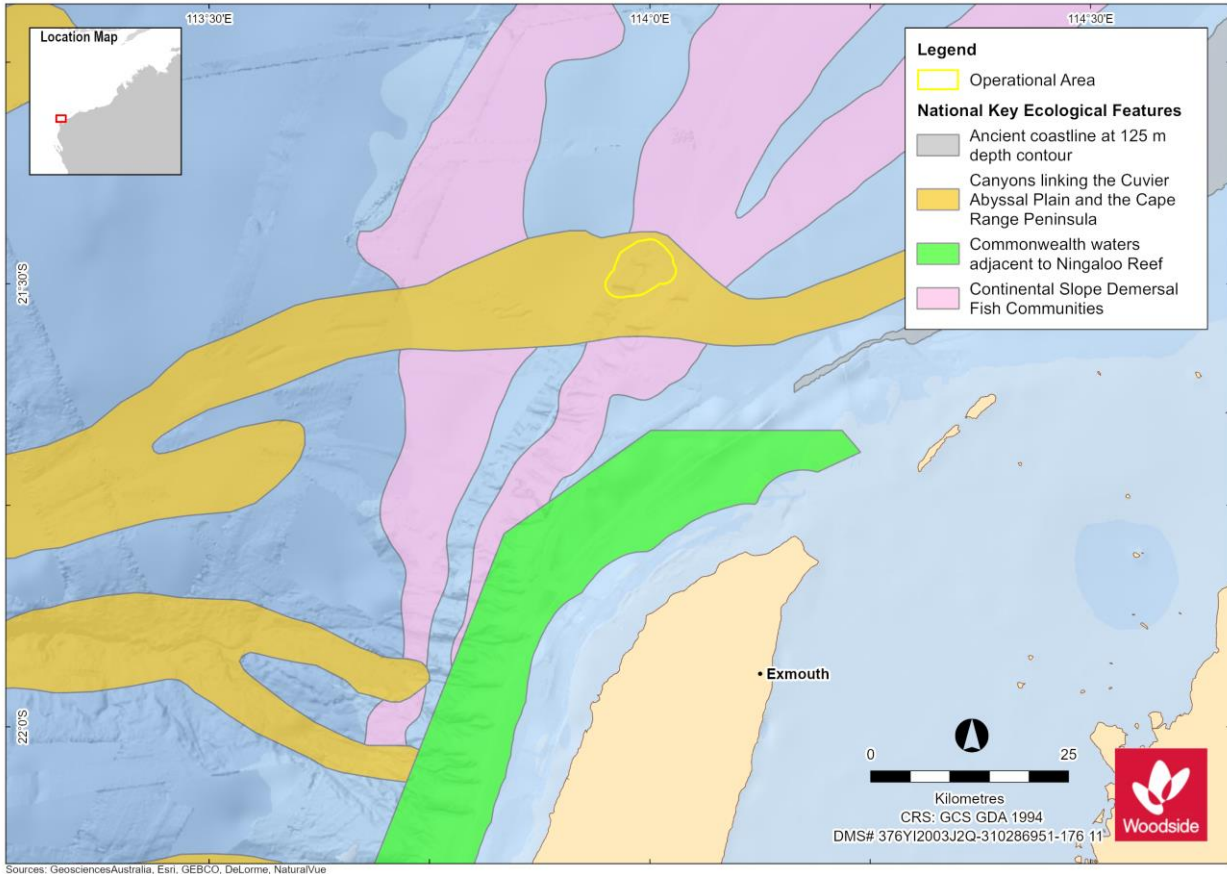 113°30'E
114°0'E
114°30'E
Location Map
Legend
Operational Area
National Key Ecological Features
Ancient coastline at 125 m
depth contour
Canyons linking the Cuvier
Abyssal Plain and the Cape
Range Peninsula
Commonwealth waters
adjacent to Ningaloo Reef
Continental Slope Demersal
Fish Communities
21°30'S
22°0'S
Exmouth
0 25
Kilometres
CRS: GCS GDA 1994
DMS# 376YI2003J2Q-310286951-176 11
Woodside
Sources: GeosciencesAustralia, Esri, GEBCO, DeLorme, NaturalVue